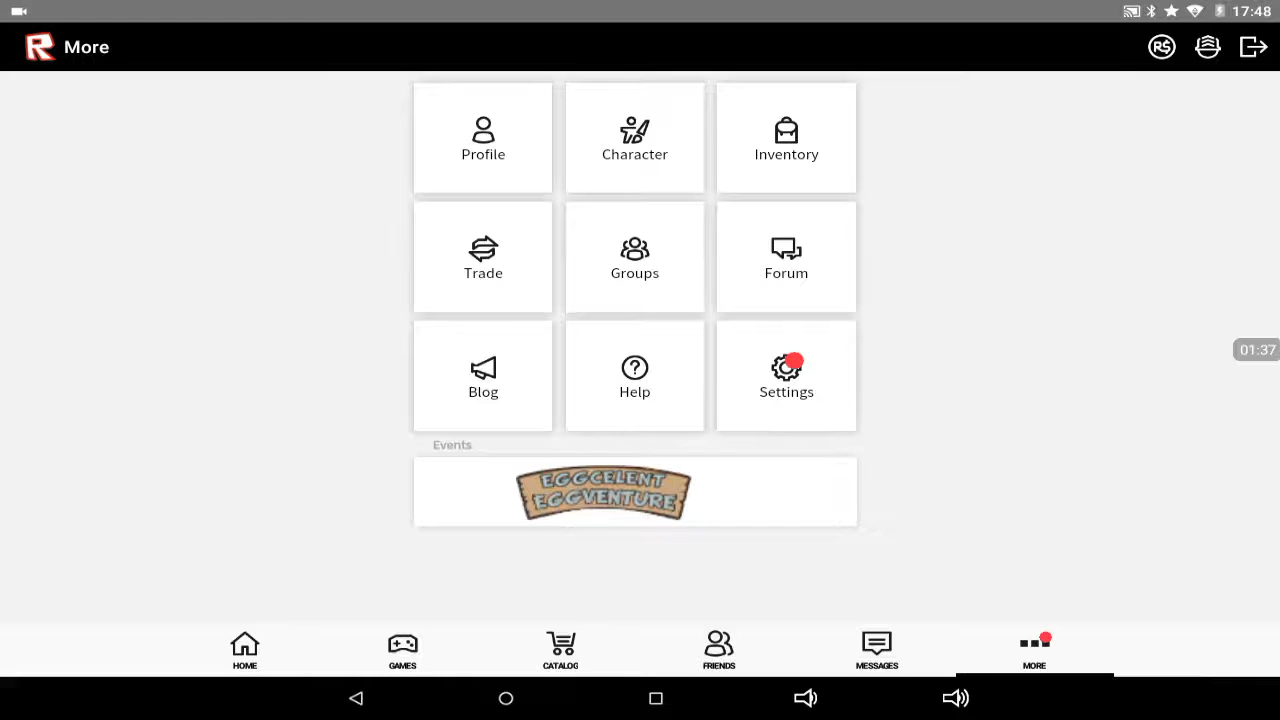 17:48
More
R$
Profile
Character
Inventory
Trade
Groups
Forum
Blog
Help
Settings
Events
EGGCELENT
EGGVENTURE
01:37
HOME
GAMES
CATALOG
FRIENDS
MESSAGES
MORE